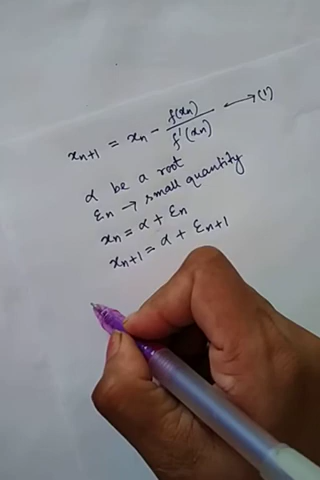 xn+1 = xn - f(xn)/f'(xn) ⟷ (1)
α be a root
εn → small quantity
xn = α + εn
xn+1 = α + εn+1